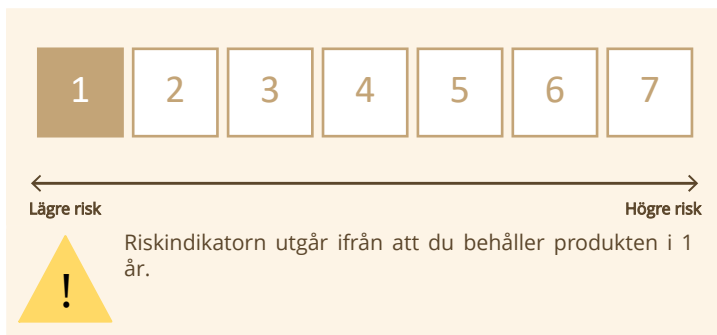 1 2 3 4 5 6 7
Lägre risk Högre risk
Riskindikatorn utgår ifrån att du behåller produkten i 1
år.
!